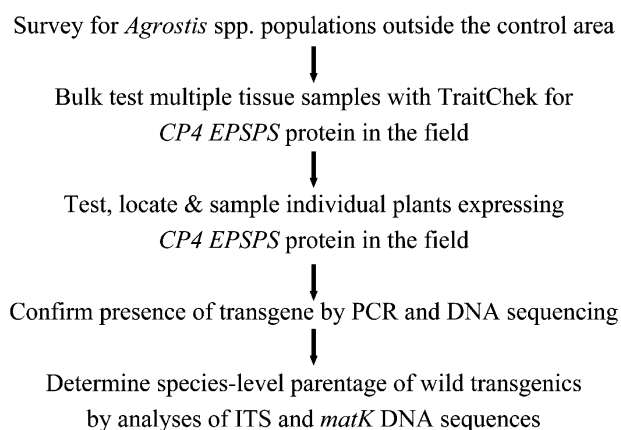 Survey for Agrostis spp. populations outside the control area
Bulk test multiple tissue samples with TraitChek for
CP4 EPSPS protein in the field
Test, locate & sample individual plants expressing
CP4 EPSPS protein in the field
Confirm presence of transgene by PCR and DNA sequencing
Determine species-level parentage of wild transgenics
by analyses of ITS and matK DNA sequences